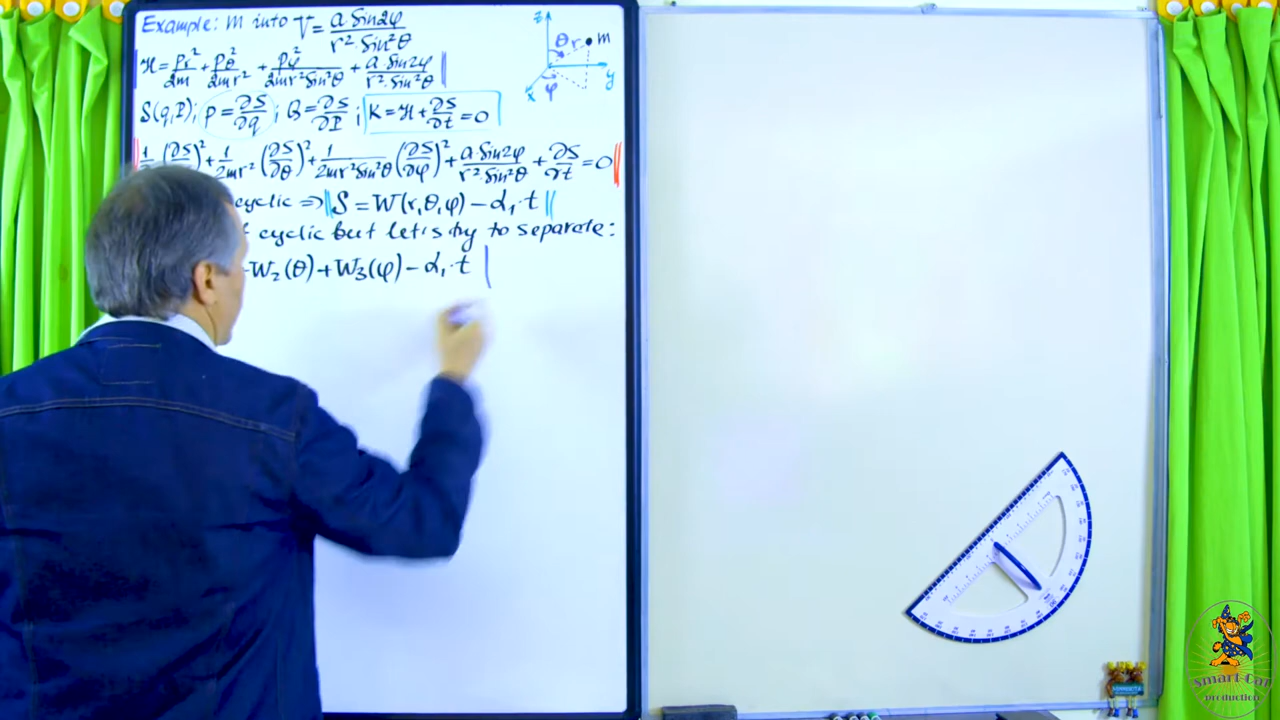 Example: m into V = a·Sin2φ / r²·Sin²θ
ℋ = pr²/2m + pθ²/2mr² + pφ²/2mr²Sin²θ + a·Sin2φ/r²·Sin²θ
S(q,P); p = ∂S/∂q; Q = ∂S/∂P; K = ℋ + ∂S/∂t = 0
(∂S/)² + 1/2mr² (∂S/∂θ)² + 1/2mr²Sin²θ (∂S/∂φ)² + a·Sin2φ/r²·Sin²θ + ∂S/∂t = 0
cyclic ⇒ S = W(r,θ,φ) − α₁·t
cyclic but let's try to separate:
W₂(θ) + W₃(φ) − α₁·t
z
θ r m
y
x φ
Smart Cat
production